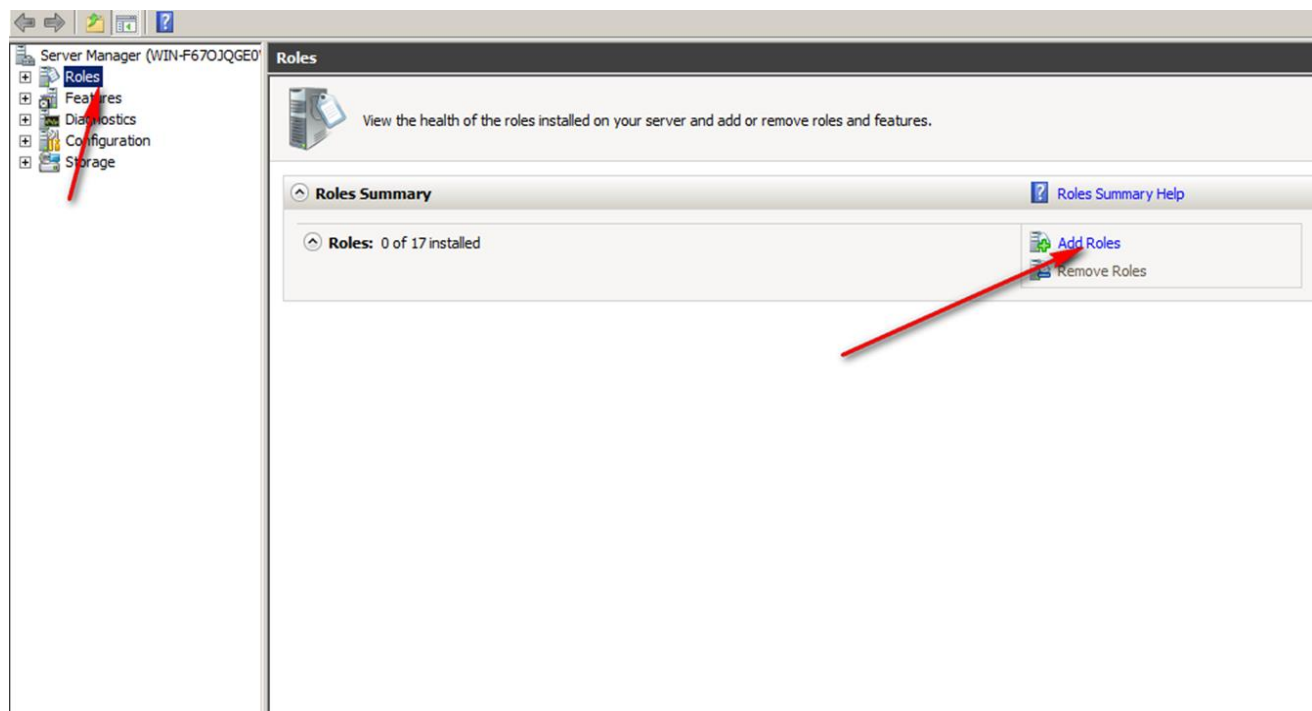 Server Manager (WIN-F67OJQGE0'
Roles
Features
Diagnostics
Configuration
Storage
Roles
View the health of the roles installed on your server and add or remove roles and features.
Roles Summary
Roles Summary Help
Roles: 0 of 17 installed
Add Roles
Remove Roles